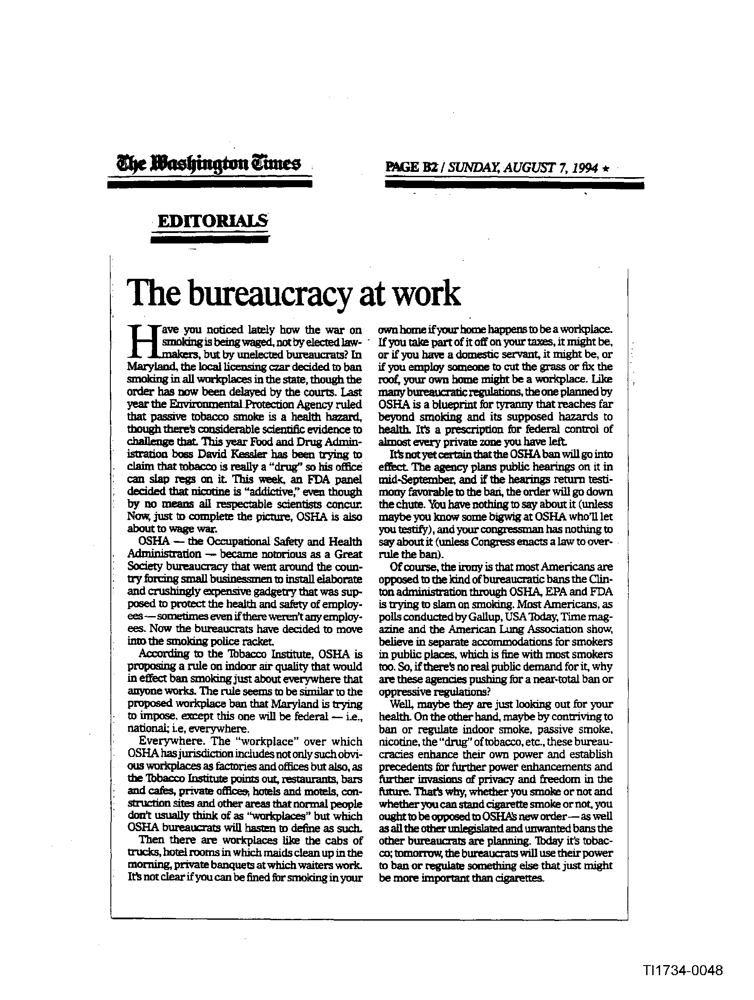 The Washington Times
PAGE B2 / SUNDAY, AUGUST 7, 1994 ★
EDITORIALS
The bureaucracy at work
Have you noticed lately how the war on
smoking is being waged, not by elected law-
makers, but by unelected bureaucrats? In
Maryland, the local licensing czar decided to ban
smoking in all workplaces in the state, though the
order has now been delayed by the courts. Last
year the Environmental Protection Agency ruled
that passive tobacco smoke is a health hazard,
though there's considerable scientific evidence to
challenge that. This year Food and Drug Admin-
istration boss David Kessler has been trying to
claim that tobacco is really a "drug" so his office
can slap regs on it. This week, an FDA panel
decided that nicotine is "addictive," even though
by no means all respectable scientists concur.
Now, just to complete the picture, OSHA is also
about to wage war.
OSHA — the Occupational Safety and Health
Administration — became notorious as a Great
Society bureaucracy that went around the coun-
try forcing small businessmen to install elaborate
and crushingly expensive gadgetry that was sup-
posed to protect the health and safety of employ-
ees — sometimes even if there weren't any employ-
ees. Now the bureaucrats have decided to move
into the smoking police racket.
According to the Tobacco Institute, OSHA is
proposing a rule on indoor air quality that would
in effect ban smoking just about everywhere that
anyone works. The rule seems to be similar to the
proposed workplace ban that Maryland is trying
to impose, except this one will be federal — i.e.,
national; i.e, everywhere.
Everywhere. The "workplace" over which
OSHA has jurisdiction includes not only such obvi-
ous workplaces as factories and offices but also, as
the Tobacco Institute points out, restaurants, bars
and cafes, private offices, hotels and motels, con-
struction sites and other areas that normal people
don't usually think of as "workplaces" but which
OSHA bureaucrats will hasten to define as such.
Then there are workplaces like the cabs of
trucks, hotel rooms in which maids clean up in the
morning, private banquets at which waiters work.
It's not clear if you can be fined for smoking in your
own home if your home happens to be a workplace.
If you take part of it off on your taxes, it might be,
or if you have a domestic servant, it might be, or
if you employ someone to cut the grass or fix the
roof, your own home might be a workplace. Like
many bureaucratic regulations, the one planned by
OSHA is a blueprint for tyranny that reaches far
beyond smoking and its supposed hazards to
health. It's a prescription for federal control of
almost every private zone you have left.
It's not yet certain that the OSHA ban will go into
effect. The agency plans public hearings on it in
mid-September, and if the hearings return testi-
mony favorable to the ban, the order will go down
the chute. You have nothing to say about it (unless
maybe you know some bigwig at OSHA who'll let
you testify), and your congressman has nothing to
say about it (unless Congress enacts a law to over-
rule the ban).
Of course, the irony is that most Americans are
opposed to the kind of bureaucratic bans the Clin-
ton administration through OSHA, EPA and FDA
is trying to slam on smoking. Most Americans, as
polls conducted by Gallup, USA Today, Time mag-
azine and the American Lung Association show,
believe in separate accommodations for smokers
in public places, which is fine with most smokers
too. So, if there's no real public demand for it, why
are these agencies pushing for a near-total ban or
oppressive regulations?
Well, maybe they are just looking out for your
health. On the other hand, maybe by contriving to
ban or regulate indoor smoke, passive smoke,
nicotine, the "drug" of tobacco, etc., these bureau-
cracies enhance their own power and establish
precedents for further power enhancements and
further invasions of privacy and freedom in the
future. That's why, whether you smoke or not and
whether you can stand cigarette smoke or not, you
ought to be opposed to OSHA's new order — as well
as all the other unlegislated and unwanted bans the
other bureaucrats are planning. Today it's tobac-
co; tomorrow, the bureaucrats will use their power
to ban or regulate something else that just might
be more important than cigarettes.
TI1734-0048